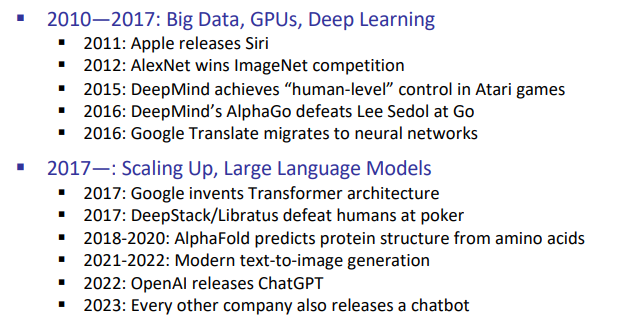 ▪ 2010—2017: Big Data, GPUs, Deep Learning
▪ 2011: Apple releases Siri
▪ 2012: AlexNet wins ImageNet competition
▪ 2015: DeepMind achieves “human-level” control in Atari games
▪ 2016: DeepMind’s AlphaGo defeats Lee Sedol at Go
▪ 2016: Google Translate migrates to neural networks
▪ 2017—: Scaling Up, Large Language Models
▪ 2017: Google invents Transformer architecture
▪ 2017: DeepStack/Libratus defeat humans at poker
▪ 2018-2020: AlphaFold predicts protein structure from amino acids
▪ 2021-2022: Modern text-to-image generation
▪ 2022: OpenAI releases ChatGPT
▪ 2023: Every other company also releases a chatbot